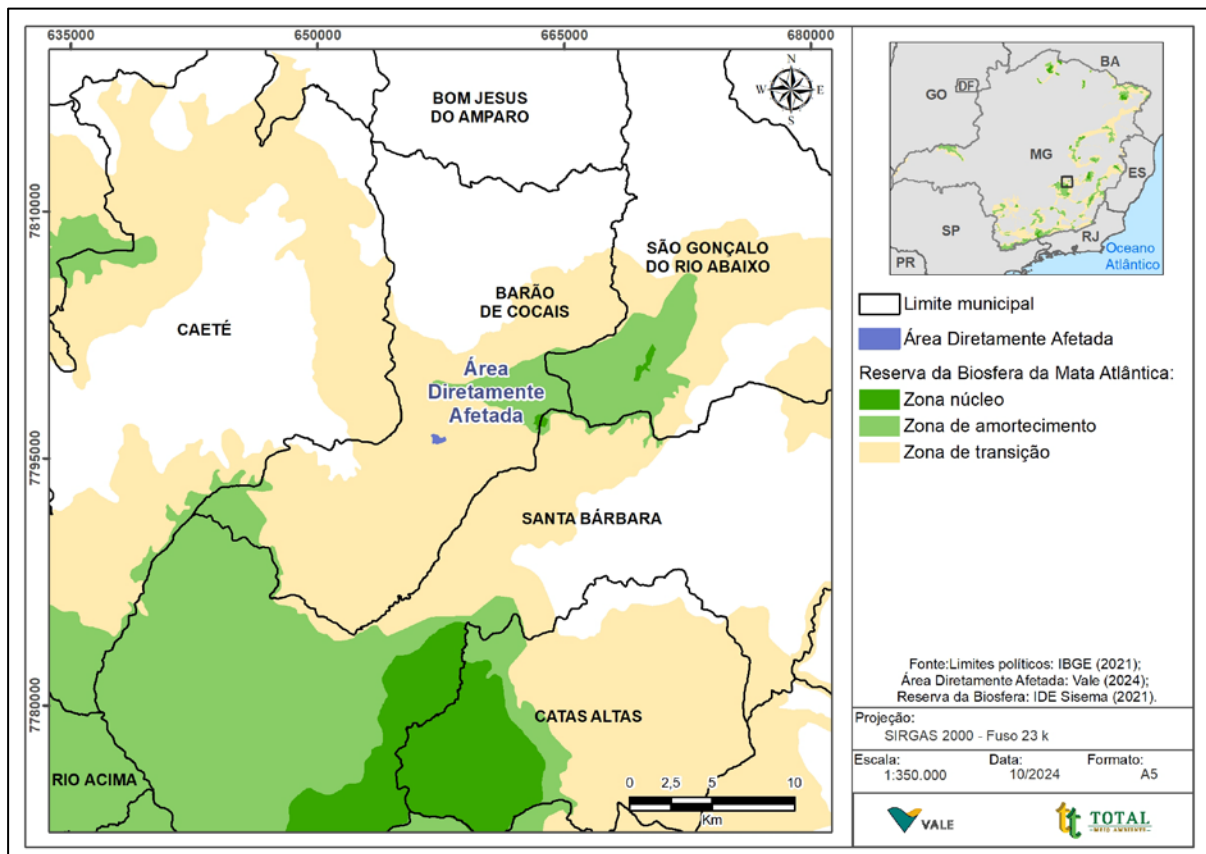 635000
650000
665000
680000
7810000
7795000
7780000
BOM JESUS
DO AMPARO
N
W
E
S
SÃO GONÇALO
DO RIO ABAIXO
BARÃO
DE COCAIS
CAETÉ
Área
Diretamente
Afetada
SANTA BÁRBARA
CATAS ALTAS
RIO ACIMA
0 2,5 5 10
Km
BA
GO
DF
MG
ES
SP
RJ
PR
Oceano
Atlântico
Limite municipal
Área Diretamente Afetada
Reserva da Biosfera da Mata Atlântica:
Zona núcleo
Zona de amortecimento
Zona de transição
Fonte:Limites políticos: IBGE (2021);
Área Diretamente Afetada: Vale (2024);
Reserva da Biosfera: IDE Sisema (2021).
Projeção:
SIRGAS 2000 - Fuso 23 k
Escala: Data: Formato:
1:350.000 10/2024 A5
VALE
TOTAL
MEIO AMBIENTE